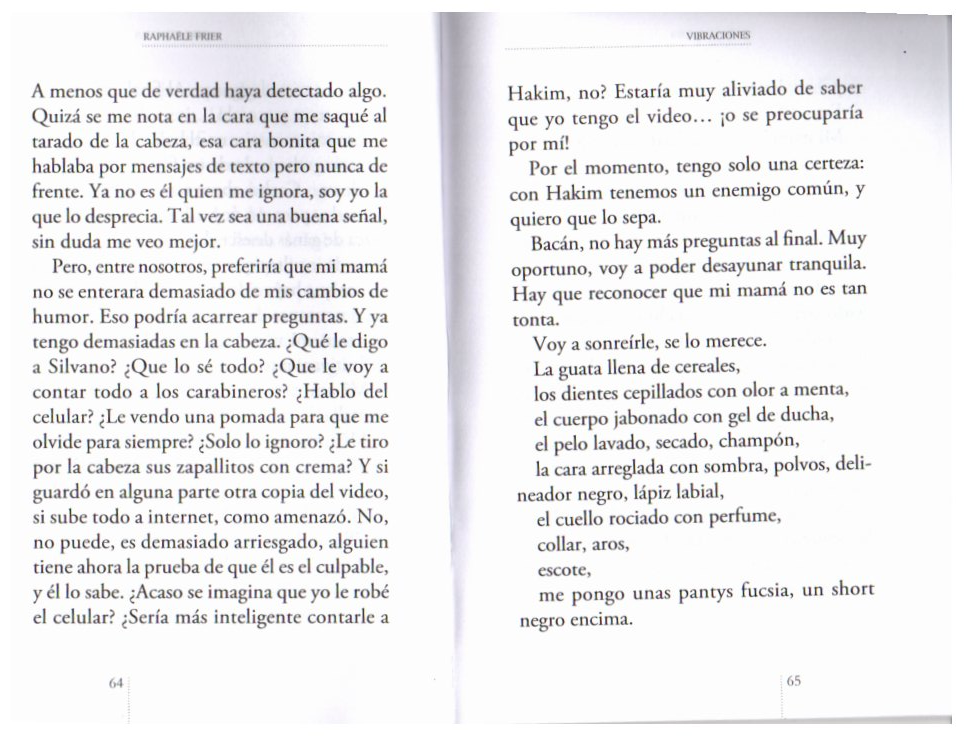 RAPHAËLE FRIER
A menos que de verdad haya detectado algo.
Quizá se me nota en la cara que me saqué al
tarado de la cabeza, esa cara bonita que me
hablaba por mensajes de texto pero nunca de
frente. Ya no es él quien me ignora, soy yo la
que lo desprecia. Tal vez sea una buena señal,
sin duda me veo mejor.
Pero, entre nosotros, preferiría que mi mamá
no se enterara demasiado de mis cambios de
humor. Eso podría acarrear preguntas. Y ya
tengo demasiadas en la cabeza. ¿Qué le digo
a Silvano? ¿Que lo sé todo? ¿Que le voy a
contar todo a los carabineros? ¿Hablo del
celular? ¿Le vendo una pomada para que me
olvide para siempre? ¿Solo lo ignoro? ¿Le tiro
por la cabeza sus zapallitos con crema? Y si
guardó en alguna parte otra copia del video,
si sube todo a internet, como amenazó. No,
no puede, es demasiado arriesgado, alguien
tiene ahora la prueba de que él es el culpable,
y él lo sabe. ¿Acaso se imagina que yo le robé
el celular? ¿Sería más inteligente contarle a
64
VIBRACIONES
Hakim, no? Estaría muy aliviado de saber
que yo tengo el video... ¡o se preocuparía
por mí!
Por el momento, tengo solo una certeza:
con Hakim tenemos un enemigo común, y
quiero que lo sepa.
Bacán, no hay más preguntas al final. Muy
oportuno, voy a poder desayunar tranquila.
Hay que reconocer que mi mamá no es tan
tonta.
Voy a sonreírle, se lo merece.
La guata llena de cereales,
los dientes cepillados con olor a menta,
el cuerpo jabonado con gel de ducha,
el pelo lavado, secado, champón,
la cara arreglada con sombra, polvos, deli-
neador negro, lápiz labial,
el cuello rociado con perfume,
collar, aros,
escote,
me pongo unas pantys fucsia, un short
negro encima.
65